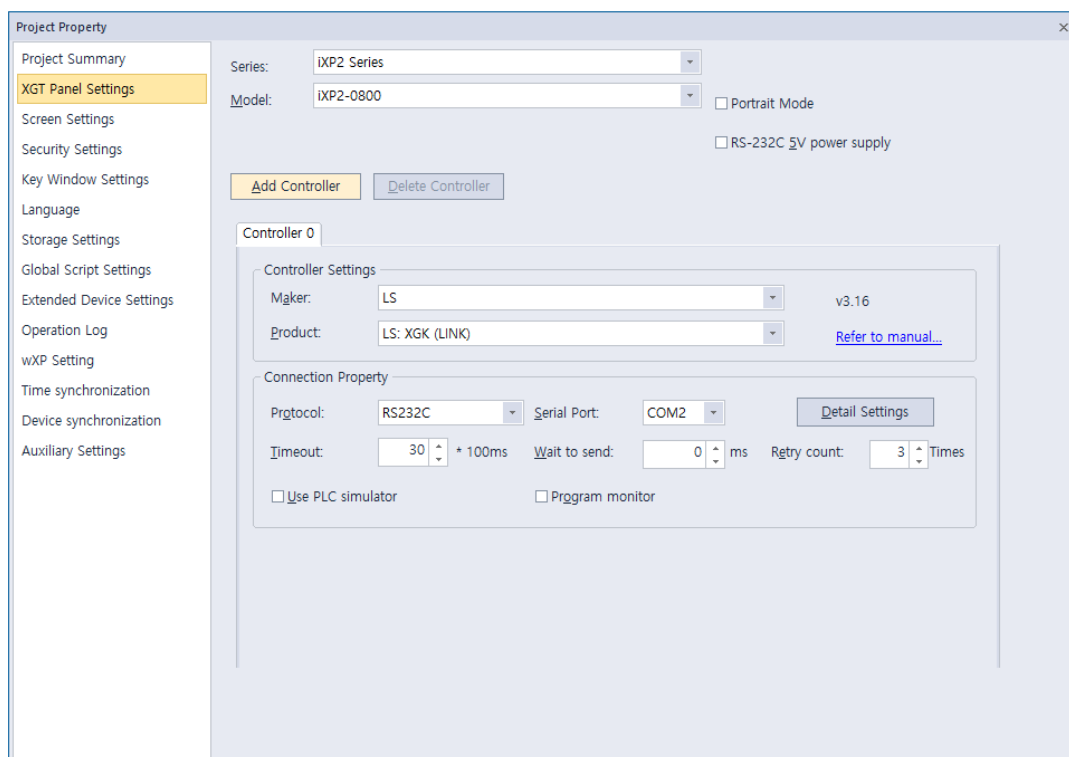 Project Property
Project Summary
XGT Panel Settings
Screen Settings
Security Settings
Key Window Settings
Language
Storage Settings
Global Script Settings
Extended Device Settings
Operation Log
wXP Setting
Time synchronization
Device synchronization
Auxiliary Settings
Series: iXP2 Series
Model: iXP2-0800 Portrait Mode
RS-232C 5V power supply
Add Controller Delete Controller
Controller 0
Controller Settings
Maker: LS v3.16
Product: LS: XGK (LINK) Refer to manual...
Connection Property
Protocol: RS232C Serial Port: COM2 Detail Settings
Timeout: 30 * 100ms Wait to send: 0 ms Retry count: 3 Times
Use PLC simulator Program monitor